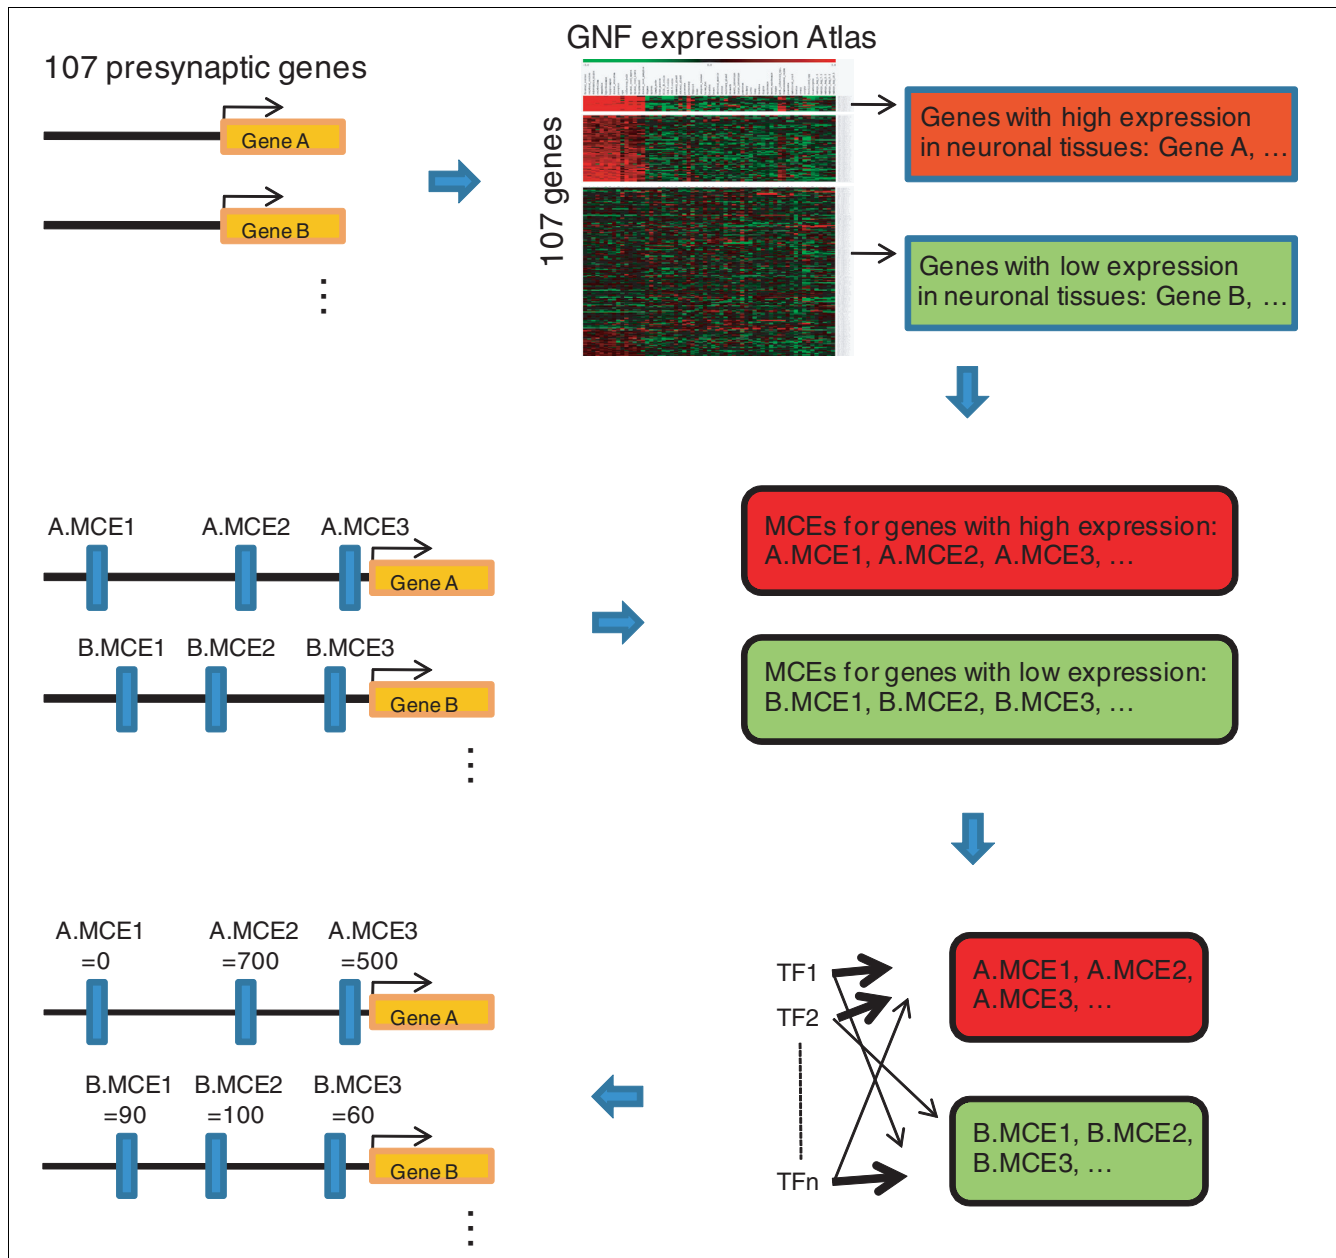 GNF expression Atlas
107 presynaptic genes
Gene A
Gene B
107 genes
Genes with high expression
in neuronal tissues: Gene A, ...
Genes with low expression
in neuronal tissues: Gene B, ...
A.MCE1 A.MCE2 A.MCE3
Gene A
B.MCE1 B.MCE2 B.MCE3
Gene B
MCEs for genes with high expression:
A.MCE1, A.MCE2, A.MCE3, ...
MCEs for genes with low expression:
B.MCE1, B.MCE2, B.MCE3, ...
A.MCE1 A.MCE2 A.MCE3
=0 =700 =500
Gene A
B.MCE1 B.MCE2 B.MCE3
=90 =100 =60
Gene B
TF1
TF2
TFn
A.MCE1, A.MCE2,
A.MCE3, ...
B.MCE1, B.MCE2,
B.MCE3, ...